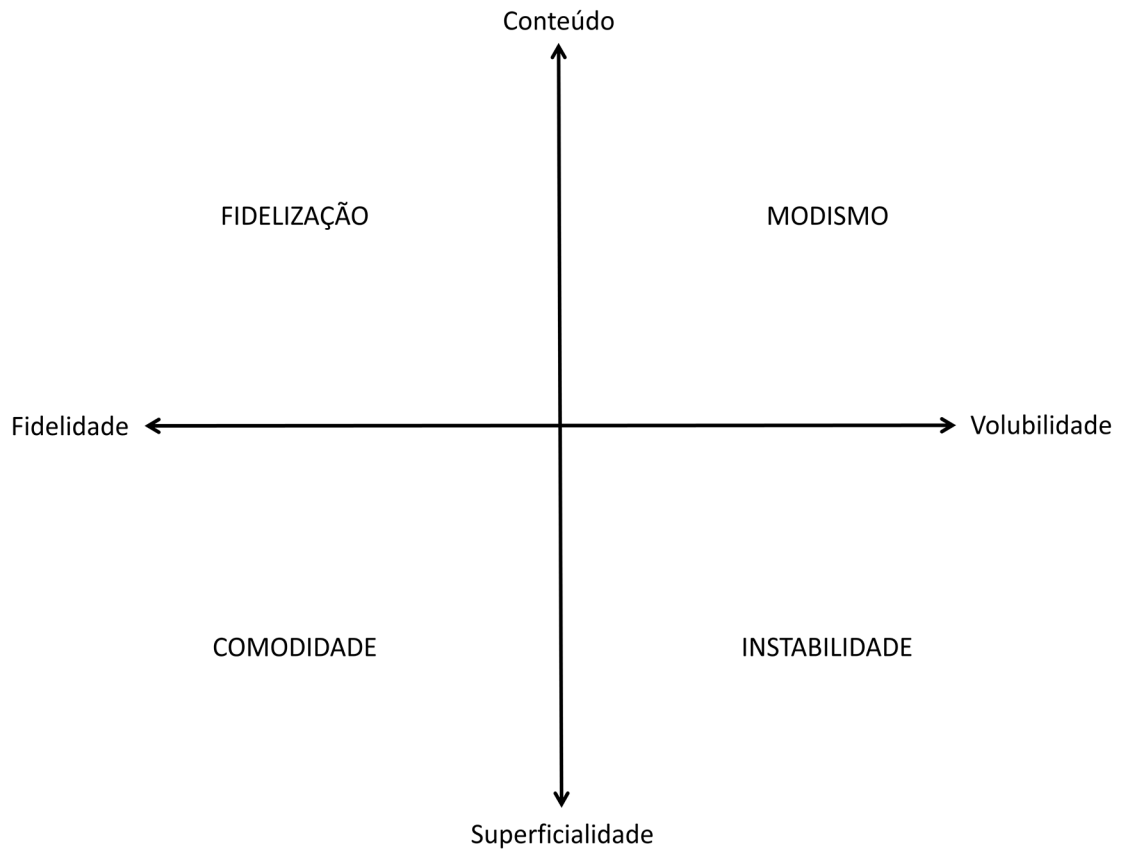 Conteúdo
FIDELIZAÇÃO
MODISMO
Fidelidade
Volubilidade
COMODIDADE
INSTABILIDADE
Superficialidade